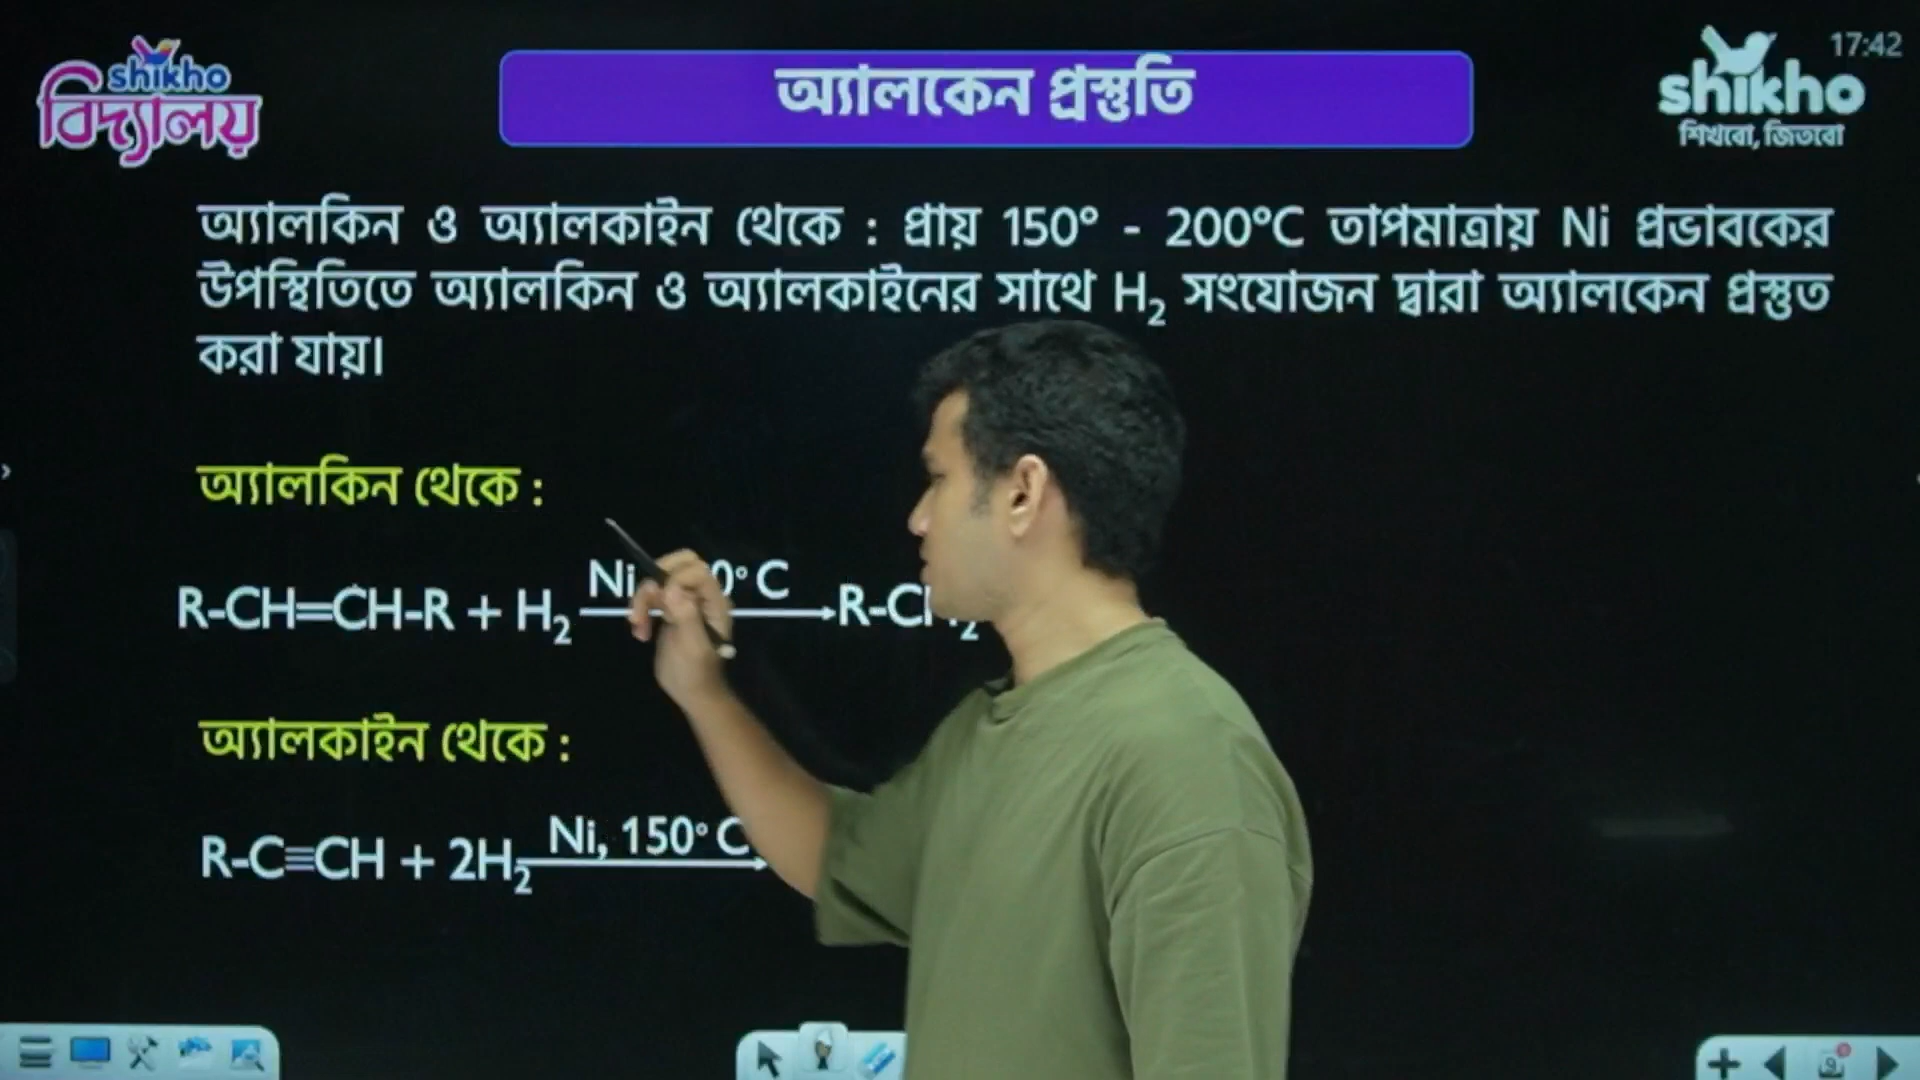 shikho
বিদ্যালয়
অ্যালকেন প্রস্তুতি
17:42
shikho
শিখবো, জিতবো
অ্যালকিন ও অ্যালকাইন থেকে : প্রায় 150° - 200°C তাপমাত্রায় Ni প্রভাবকের
উপস্থিতিতে অ্যালকিন ও অ্যালকাইনের সাথে H₂ সংযোজন দ্বারা অ্যালকেন প্রস্তুত
করা যায়।
অ্যালকিন থেকে :
Ni 0°C
R-CH=CH-R + H₂ R-CH₂
অ্যালকাইন থেকে :
Ni, 150°C
R-C≡CH + 2H₂